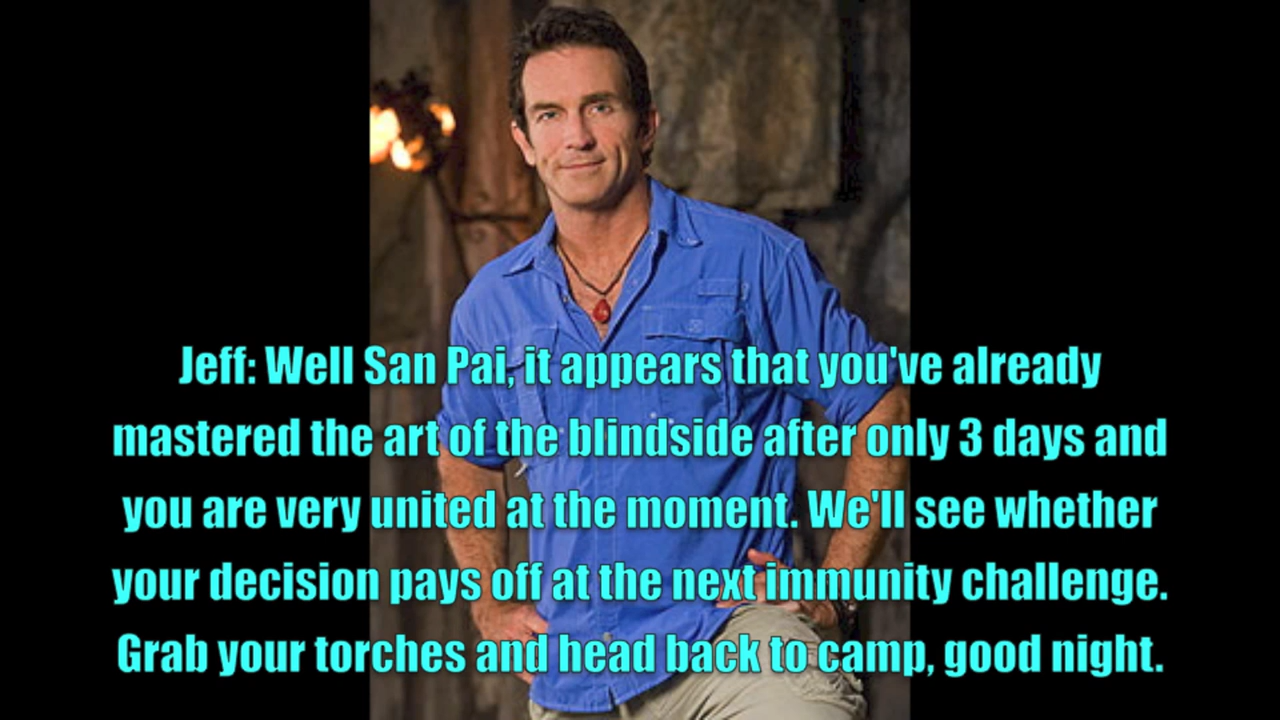 Jeff: Well San Pai, it appears that you've already
mastered the art of the blindside after only 3 days and
you are very united at the moment. We'll see whether
your decision pays off at the next immunity challenge.
Grab your torches and head back to camp, good night.